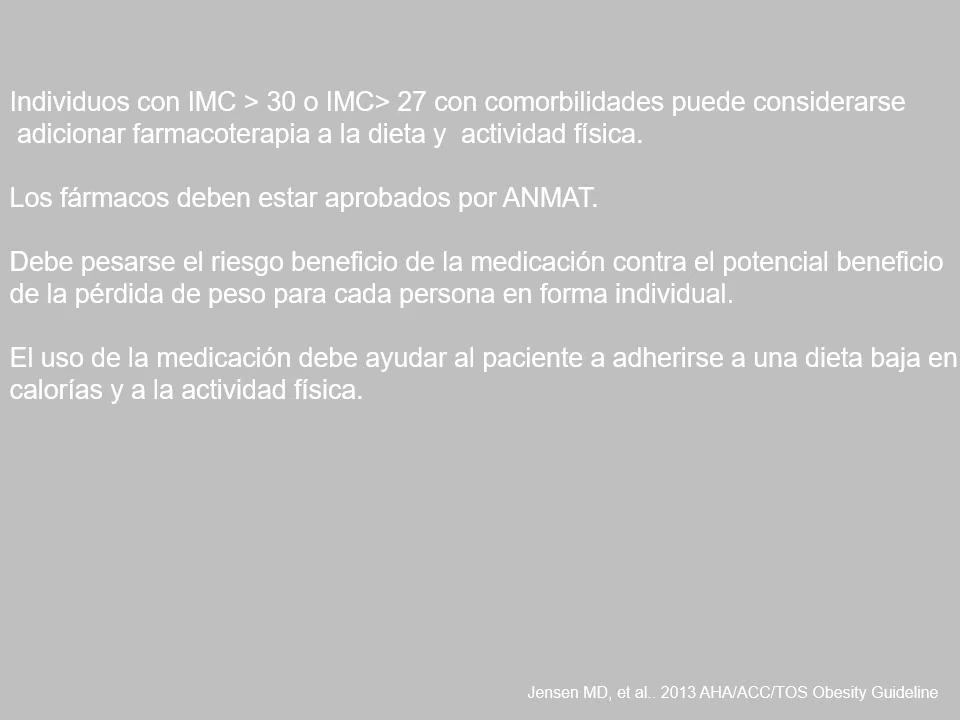 Individuos con IMC > 30 o IMC> 27 con comorbilidades puede considerarse
adicionar farmacoterapia a la dieta y  actividad física.
Los fármacos deben estar aprobados por ANMAT.
Debe pesarse el riesgo beneficio de la medicación contra el potencial beneficio
de la pérdida de peso para cada persona en forma individual.
El uso de la medicación debe ayudar al paciente a adherirse a una dieta baja en
calorías y a la actividad física.
Jensen MD, et al.. 2013 AHA/ACC/TOS Obesity Guideline